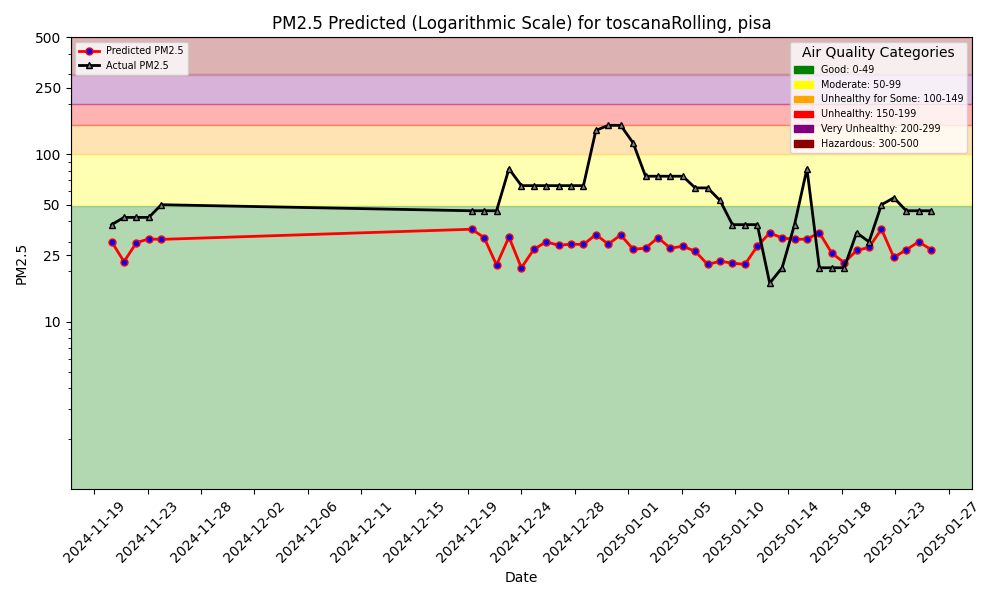 PM2.5 Predicted (Logarithmic Scale) for toscanaRolling, pisa
Predicted PM2.5
Actual PM2.5
Air Quality Categories
Good: 0-49
Moderate: 50-99
Unhealthy for Some: 100-149
Unhealthy: 150-199
Very Unhealthy: 200-299
Hazardous: 300-500
PM2.5
500
250
100
50
25
10
2024-11-19
2024-11-23
2024-11-28
2024-12-02
2024-12-06
2024-12-11
2024-12-15
2024-12-19
2024-12-24
2024-12-28
2025-01-01
2025-01-05
2025-01-10
2025-01-14
2025-01-18
2025-01-23
2025-01-27
Date